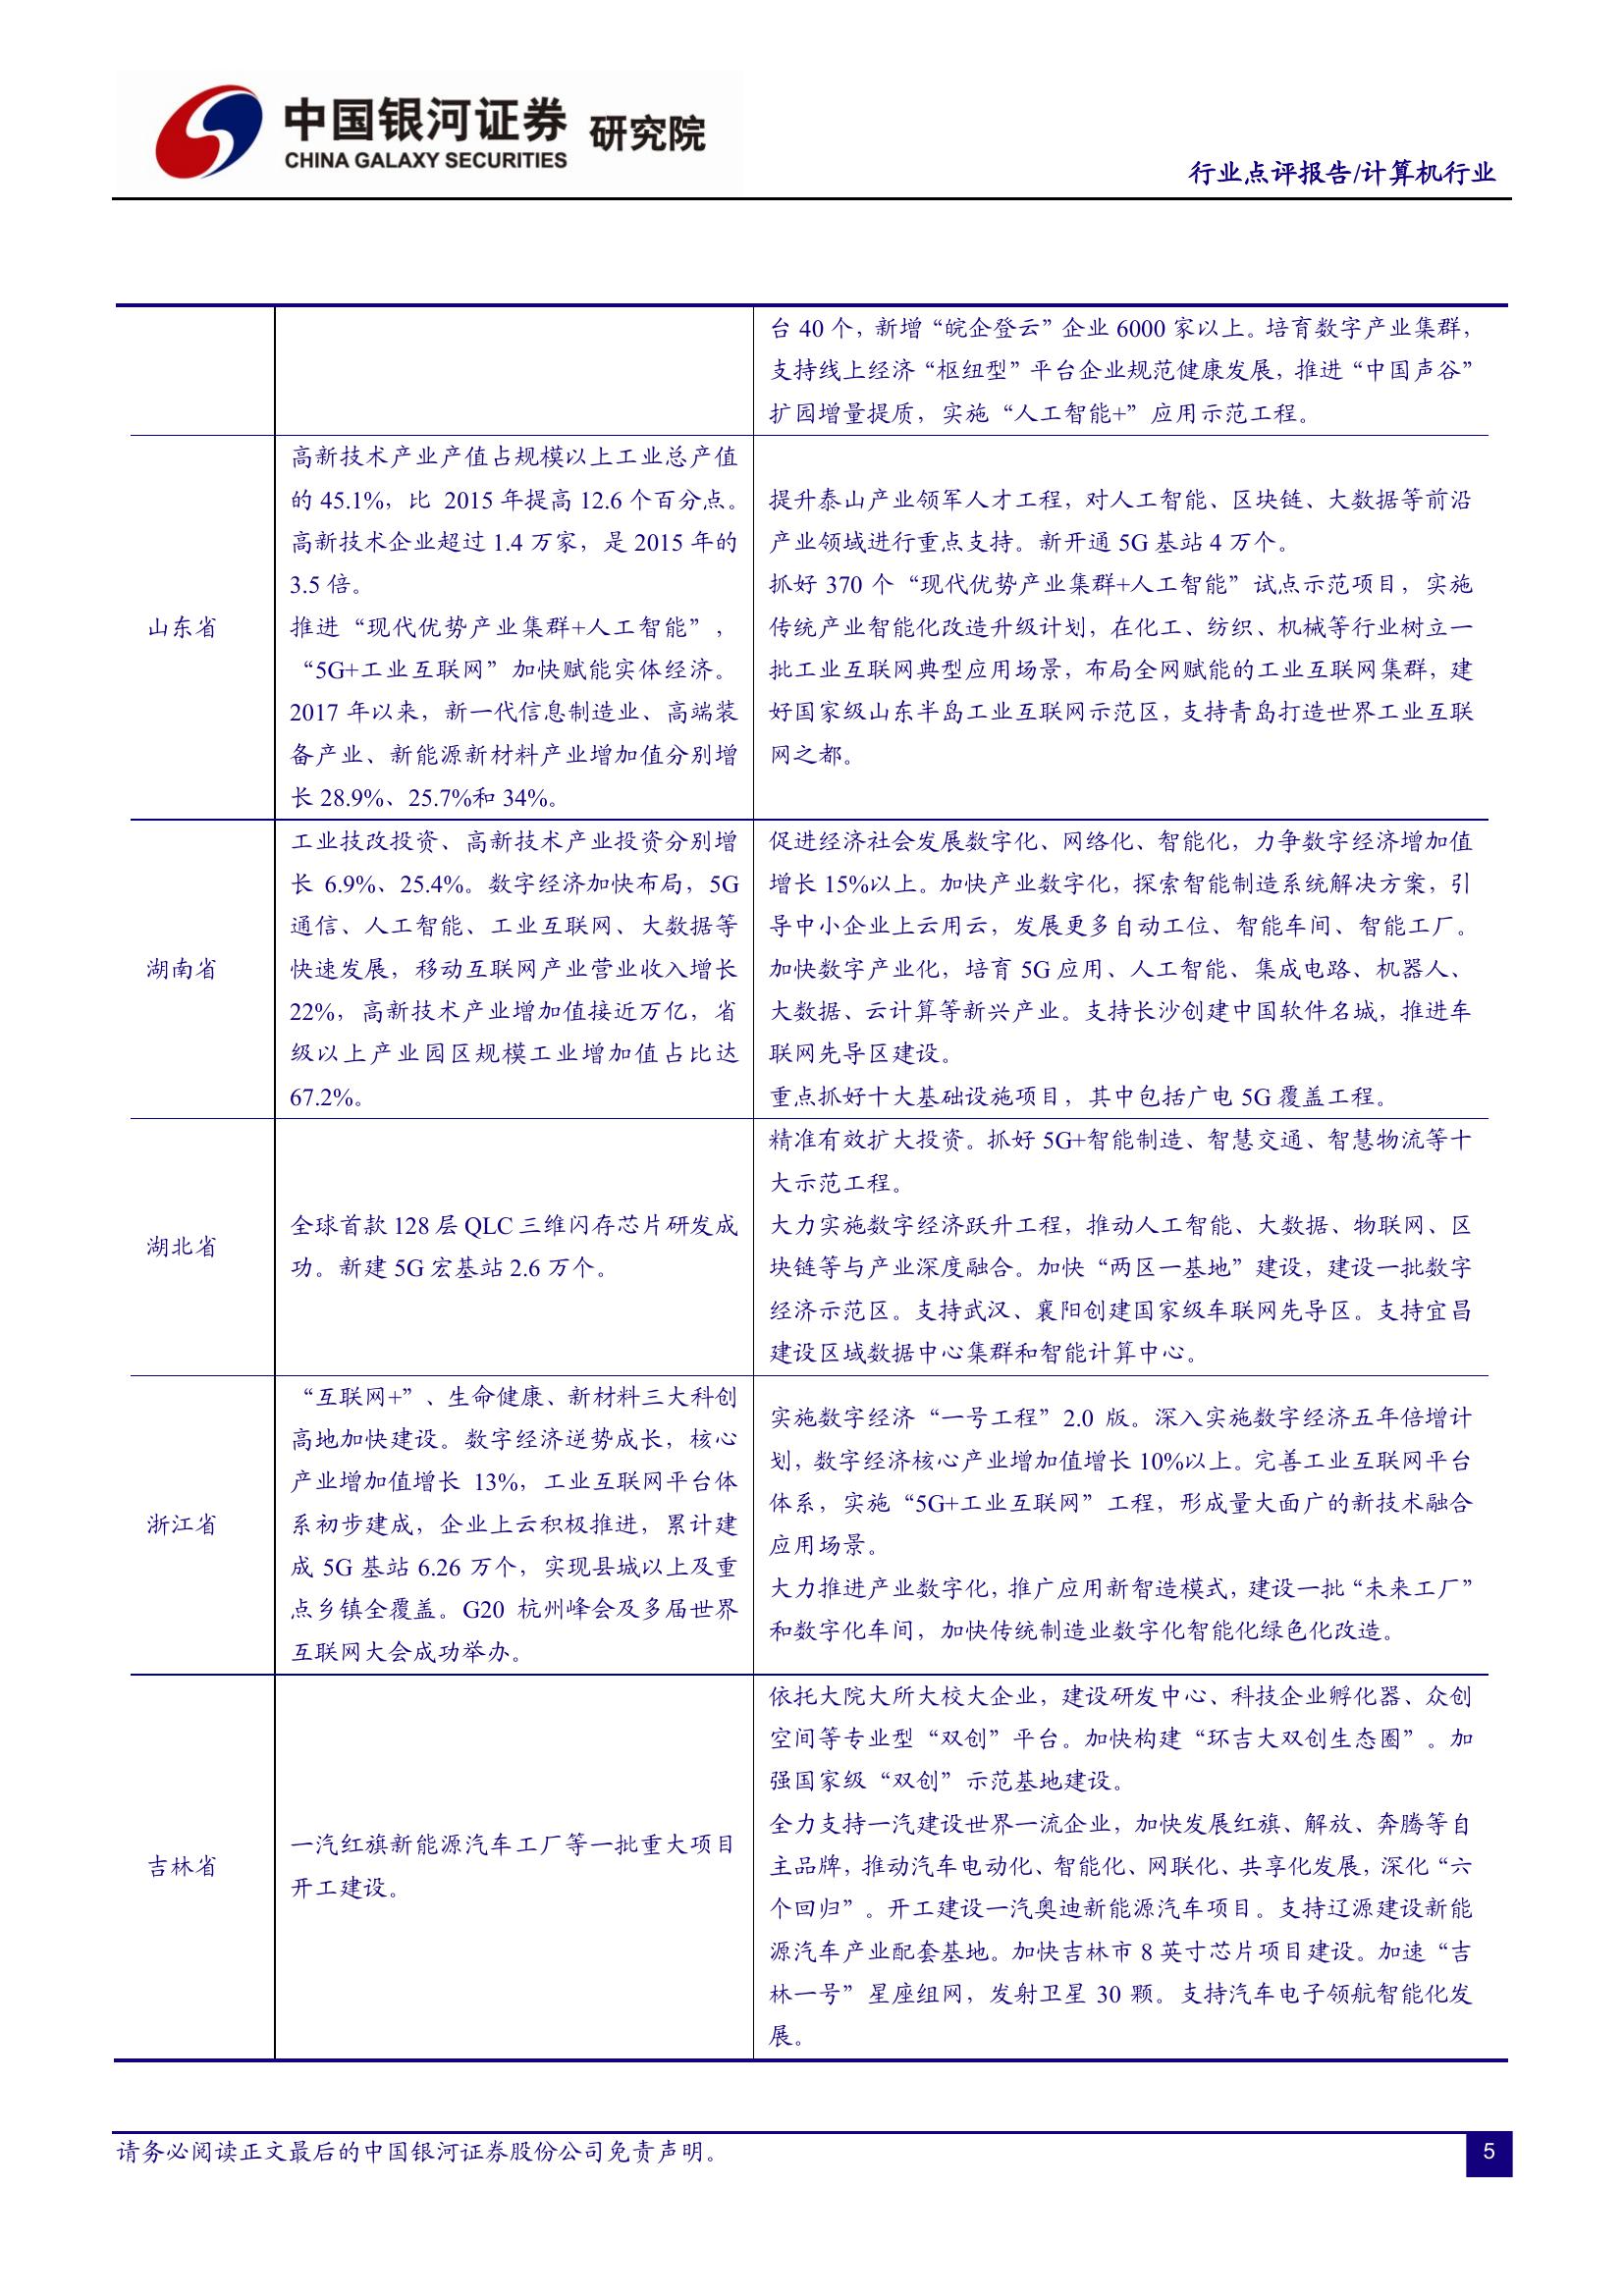 中国银河证券 研究院
CHINA GALAXY SECURITIES
行业点评报告/计算机行业
台 40 个，新增“皖企登云”企业 6000 家以上。培育数字产业集群，
支持线上经济“枢纽型”平台企业规范健康发展，推进“中国声谷”
扩园增量提质，实施“人工智能+”应用示范工程。
山东省
高新技术产业产值占规模以上工业总产值
的 45.1%，比 2015 年提高 12.6 个百分点。
高新技术企业超过 1.4 万家，是 2015 年的
3.5 倍。
推进“现代优势产业集群+人工智能”，
“5G+工业互联网”加快赋能实体经济。
2017 年以来，新一代信息制造业、高端装
备产业、新能源新材料产业增加值分别增
长 28.9%、25.7%和 34%。
提升泰山产业领军人才工程，对人工智能、区块链、大数据等前沿
产业领域进行重点支持。新开通 5G 基站 4 万个。
抓好 370 个“现代优势产业集群+人工智能”试点示范项目，实施
传统产业智能化改造升级计划，在化工、纺织、机械等行业树立一
批工业互联网典型应用场景，布局全网赋能的工业互联网集群，建
好国家级山东半岛工业互联网示范区，支持青岛打造世界工业互联
网之都。
湖南省
工业技改投资、高新技术产业投资分别增
长 6.9%、25.4%。数字经济加快布局，5G
通信、人工智能、工业互联网、大数据等
快速发展，移动互联网产业营业收入增长
22%，高新技术产业增加值接近万亿，省
级以上产业园区规模工业增加值占比达
67.2%。
促进经济社会发展数字化、网络化、智能化，力争数字经济增加值
增长 15%以上。加快产业数字化，探索智能制造系统解决方案，引
导中小企业上云用云，发展更多自动工位、智能车间、智能工厂。
加快数字产业化，培育 5G 应用、人工智能、集成电路、机器人、
大数据、云计算等新兴产业。支持长沙创建中国软件名城，推进车
联网先导区建设。
重点抓好十大基础设施项目，其中包括广电 5G 覆盖工程。
湖北省
全球首款 128 层 QLC 三维闪存芯片研发成
功。新建 5G 宏基站 2.6 万个。
精准有效扩大投资。抓好 5G+智能制造、智慧交通、智慧物流等十
大示范工程。
大力实施数字经济跃升工程，推动人工智能、大数据、物联网、区
块链等与产业深度融合。加快“两区一基地”建设，建设一批数字
经济示范区。支持武汉、襄阳创建国家级车联网先导区。支持宜昌
建设区域数据中心集群和智能计算中心。
浙江省
“互联网+”、生命健康、新材料三大科创
高地加快建设。数字经济逆势成长，核心
产业增加值增长 13%，工业互联网平台体
系初步建成，企业上云积极推进，累计建
成 5G 基站 6.26 万个，实现县城以上及重
点乡镇全覆盖。G20 杭州峰会及多届世界
互联网大会成功举办。
实施数字经济“一号工程”2.0 版。深入实施数字经济五年倍增计
划，数字经济核心产业增加值增长 10%以上。完善工业互联网平台
体系，实施“5G+工业互联网”工程，形成量大面广的新技术融合
应用场景。
大力推进产业数字化，推广应用新智造模式，建设一批“未来工厂”
和数字化车间，加快传统制造业数字化智能化绿色化改造。
吉林省
一汽红旗新能源汽车工厂等一批重大项目
开工建设。
依托大院大所大校大企业，建设研发中心、科技企业孵化器、众创
空间等专业型“双创”平台。加快构建“环吉大双创生态圈”。加
强国家级“双创”示范基地建设。
全力支持一汽建设世界一流企业，加快发展红旗、解放、奔腾等自
主品牌，推动汽车电动化、智能化、网联化、共享化发展，深化“六
个回归”。开工建设一汽奥迪新能源汽车项目。支持辽源建设新能
源汽车产业配套基地。加快吉林市 8 英寸芯片项目建设。加速“吉
林一号”星座组网，发射卫星 30 颗。支持汽车电子领航智能化发
展。
请务必阅读正文最后的中国银河证券股份公司免责声明。
5